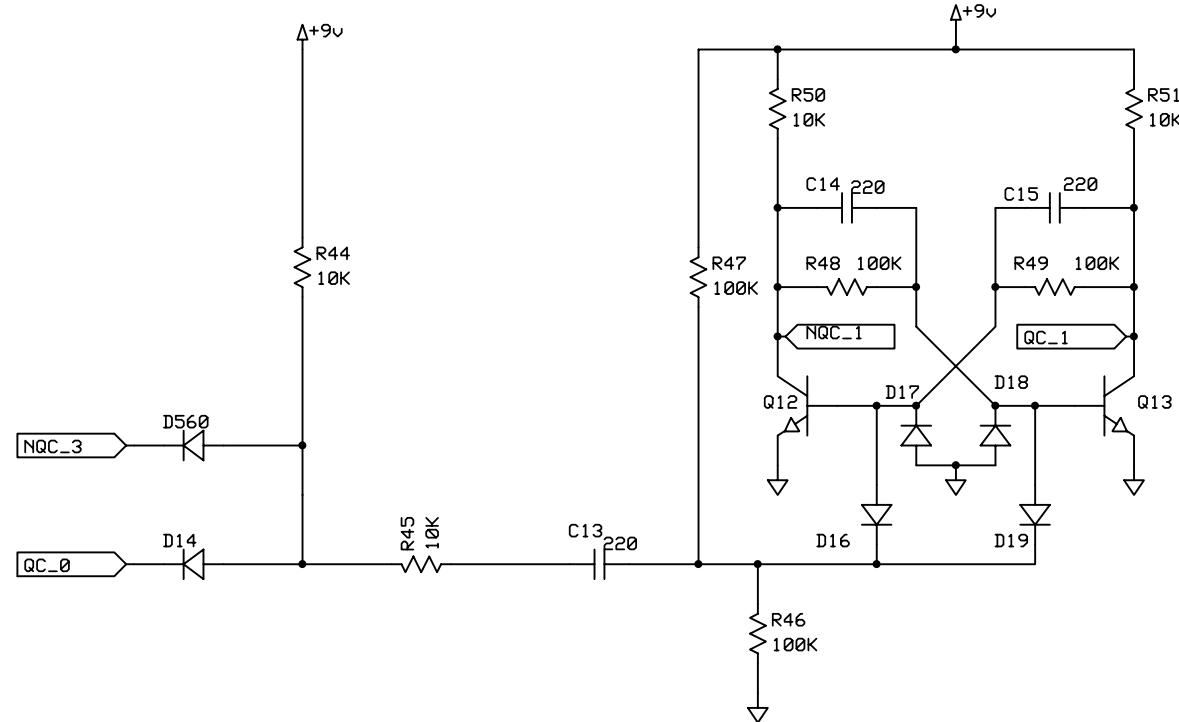 +9v
+9v
R50
10K
R51
10K
C14 220
C15 220
R44
10K
R47
100K
R48 100K
R49 100K
NQC_1
QC_1
D17
D18
Q12
Q13
D560
NQC_3
R45
10K
C13 220
D14
QC_0
D16
D19
R46
100K